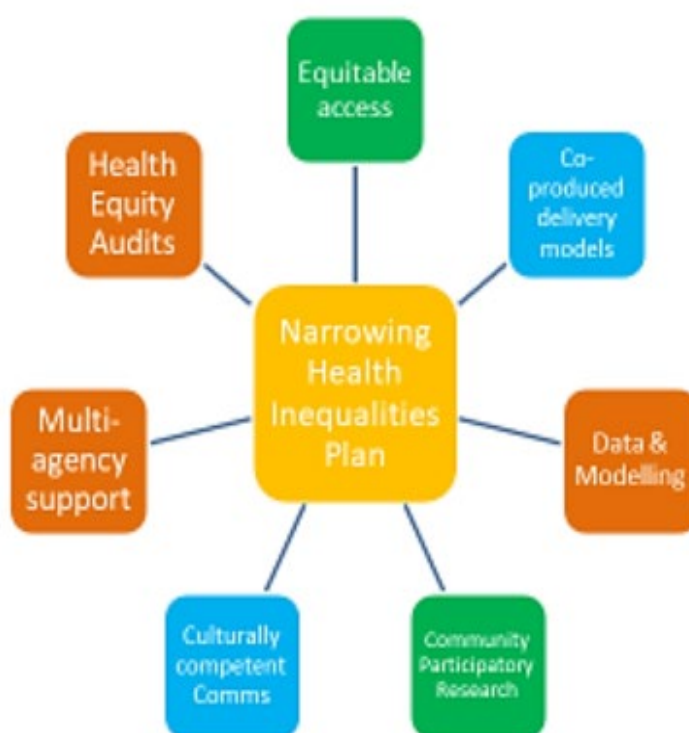 Equitable
access
Co-
produced
delivery
models
Data &
Modelling
Community
Participatory
Research
Culturally
competent
Comms
Multi-
agency
support
Health
Equity
Audits
Narrowing
Health
Inequalities
Plan